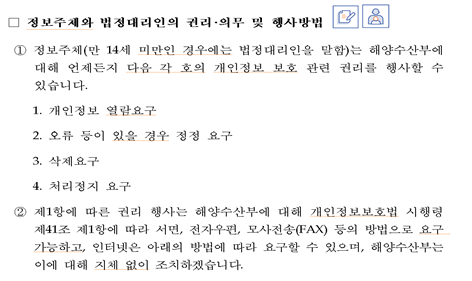 □ 정보주체와 법정대리인의 권리·의무 및 행사방법
① 정보주체(만 14세 미만인 경우에는 법정대리인을 말함)는 해양수산부에
대해 언제든지 다음 각 호의 개인정보 보호 관련 권리를 행사할 수
있습니다.
1. 개인정보 열람요구
2. 오류 등이 있을 경우 정정 요구
3. 삭제요구
4. 처리정지 요구
② 제1항에 따른 권리 행사는 해양수산부에 대해 개인정보보호법 시행령
제41조 제1항에 따라 서면, 전자우편, 모사전송(FAX) 등의 방법으로 요구
가능하고, 인터넷은 아래의 방법에 따라 요구할 수 있으며, 해양수산부는
이에 대해 지체 없이 조치하겠습니다.